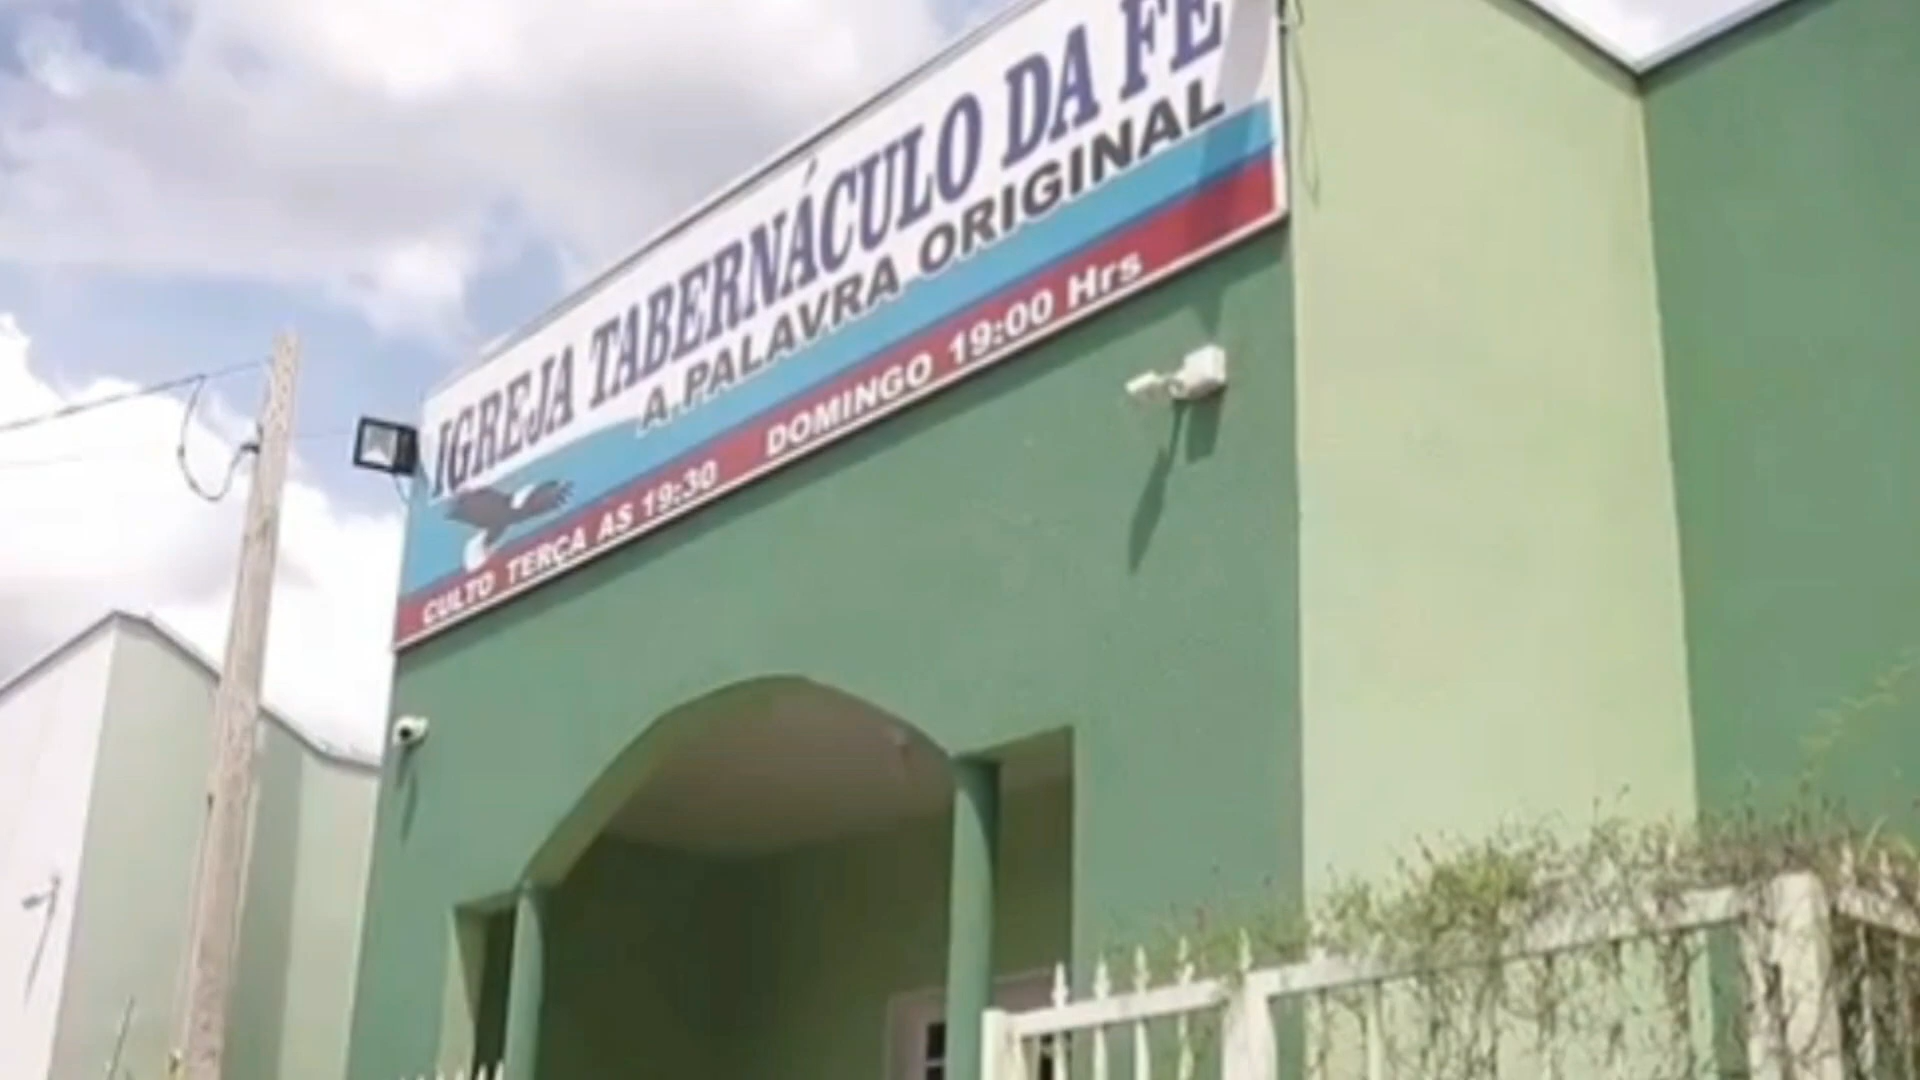 IGREJA TABERNÁCULO DA FÉ
A PALAVRA ORIGINAL
CULTO TERÇA AS 19:30 DOMINGO 19:00 Hrs